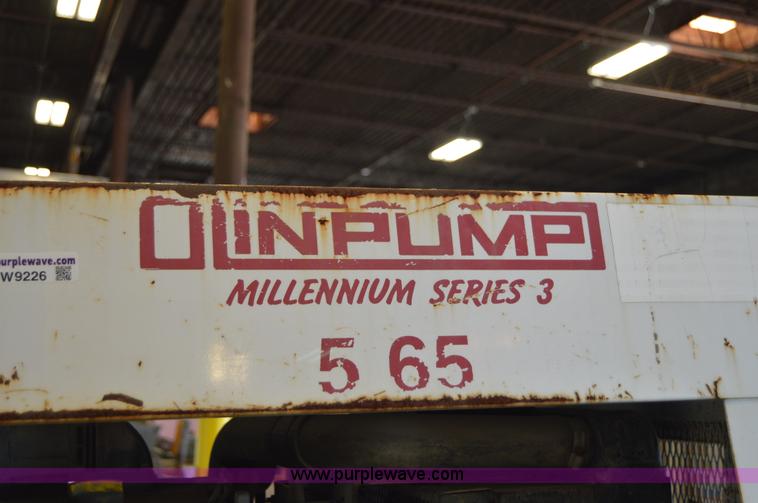 OLINPUMP
MILLENNIUM SERIES 3
5 65
urplewave.com
W9226
www.purplewave.com